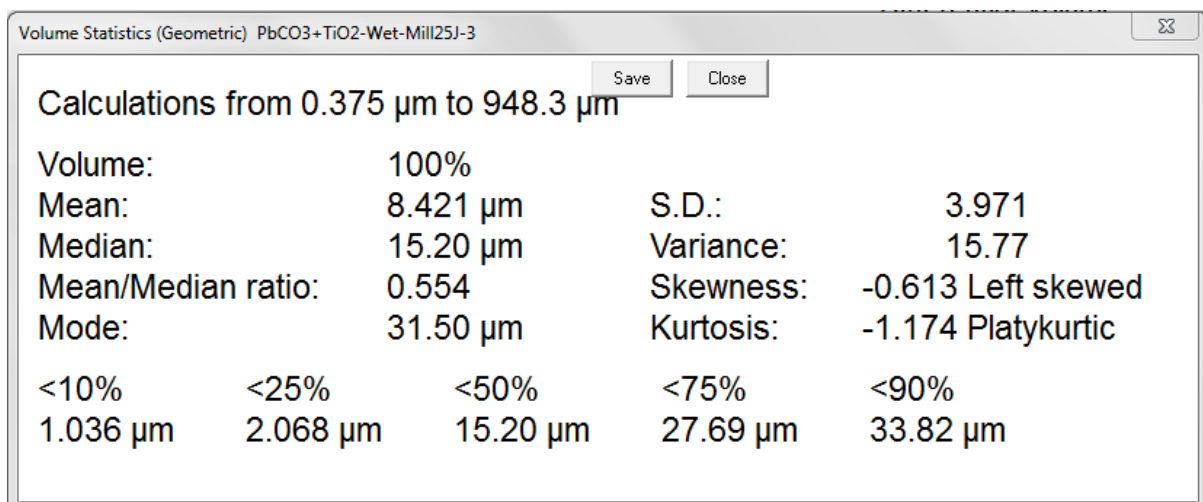 Volume Statistics (Geometric) PbCO3+TiO2-Wet-Mill25J-3
Save Close
Calculations from 0.375 µm to 948.3 µm
Volume: 100%
Mean: 8.421 µm S.D.: 3.971
Median: 15.20 µm Variance: 15.77
Mean/Median ratio: 0.554 Skewness: -0.613 Left skewed
Mode: 31.50 µm Kurtosis: -1.174 Platykurtic
<10% <25% <50% <75% <90%
1.036 µm 2.068 µm 15.20 µm 27.69 µm 33.82 µm